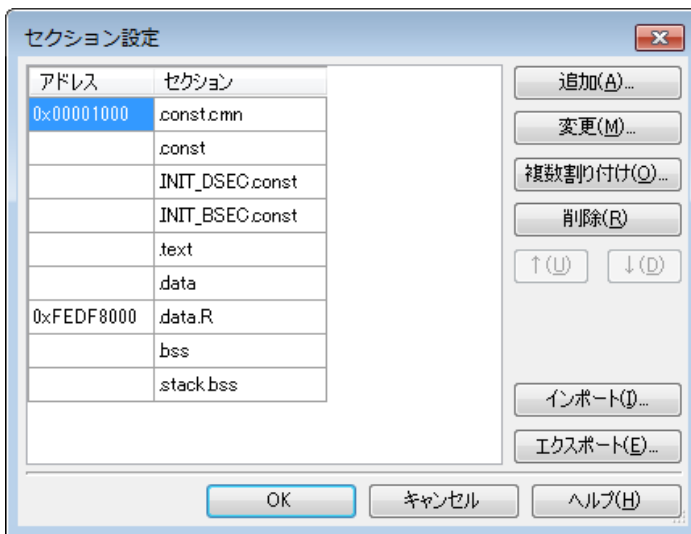 セクション設定
アドレス セクション
0x00001000 .const.cmn
.const
.INIT_DSEC.const
.INIT_BSEC.const
.text
.data
0xFEDF8000 .data.R
.bss
.stack.bss
追加(A)...
変更(M)...
複数割り付け(O)...
削除(R)
↑(U) ↓(D)
インポート(I)...
エクスポート(E)...
OK キャンセル ヘルプ(H)